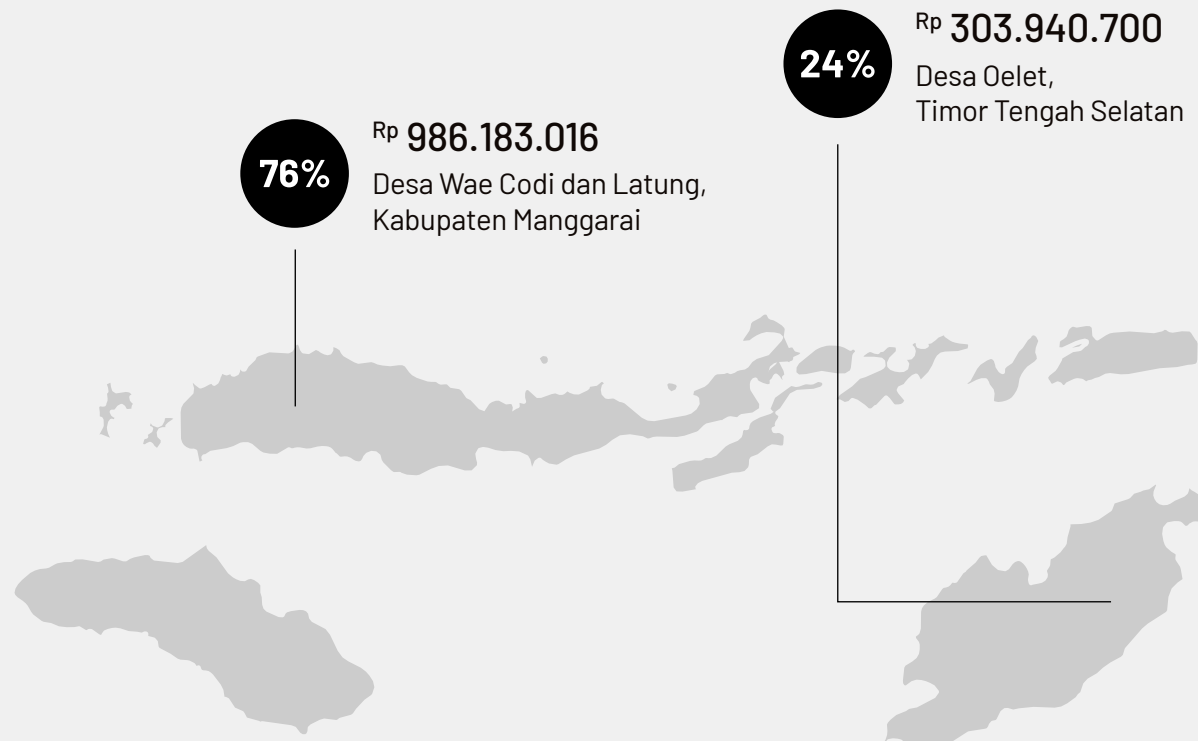 76%
Rp 986.183.016
Desa Wae Codi dan Latung,
Kabupaten Manggarai
24%
Rp 303.940.700
Desa Oelet,
Timor Tengah Selatan